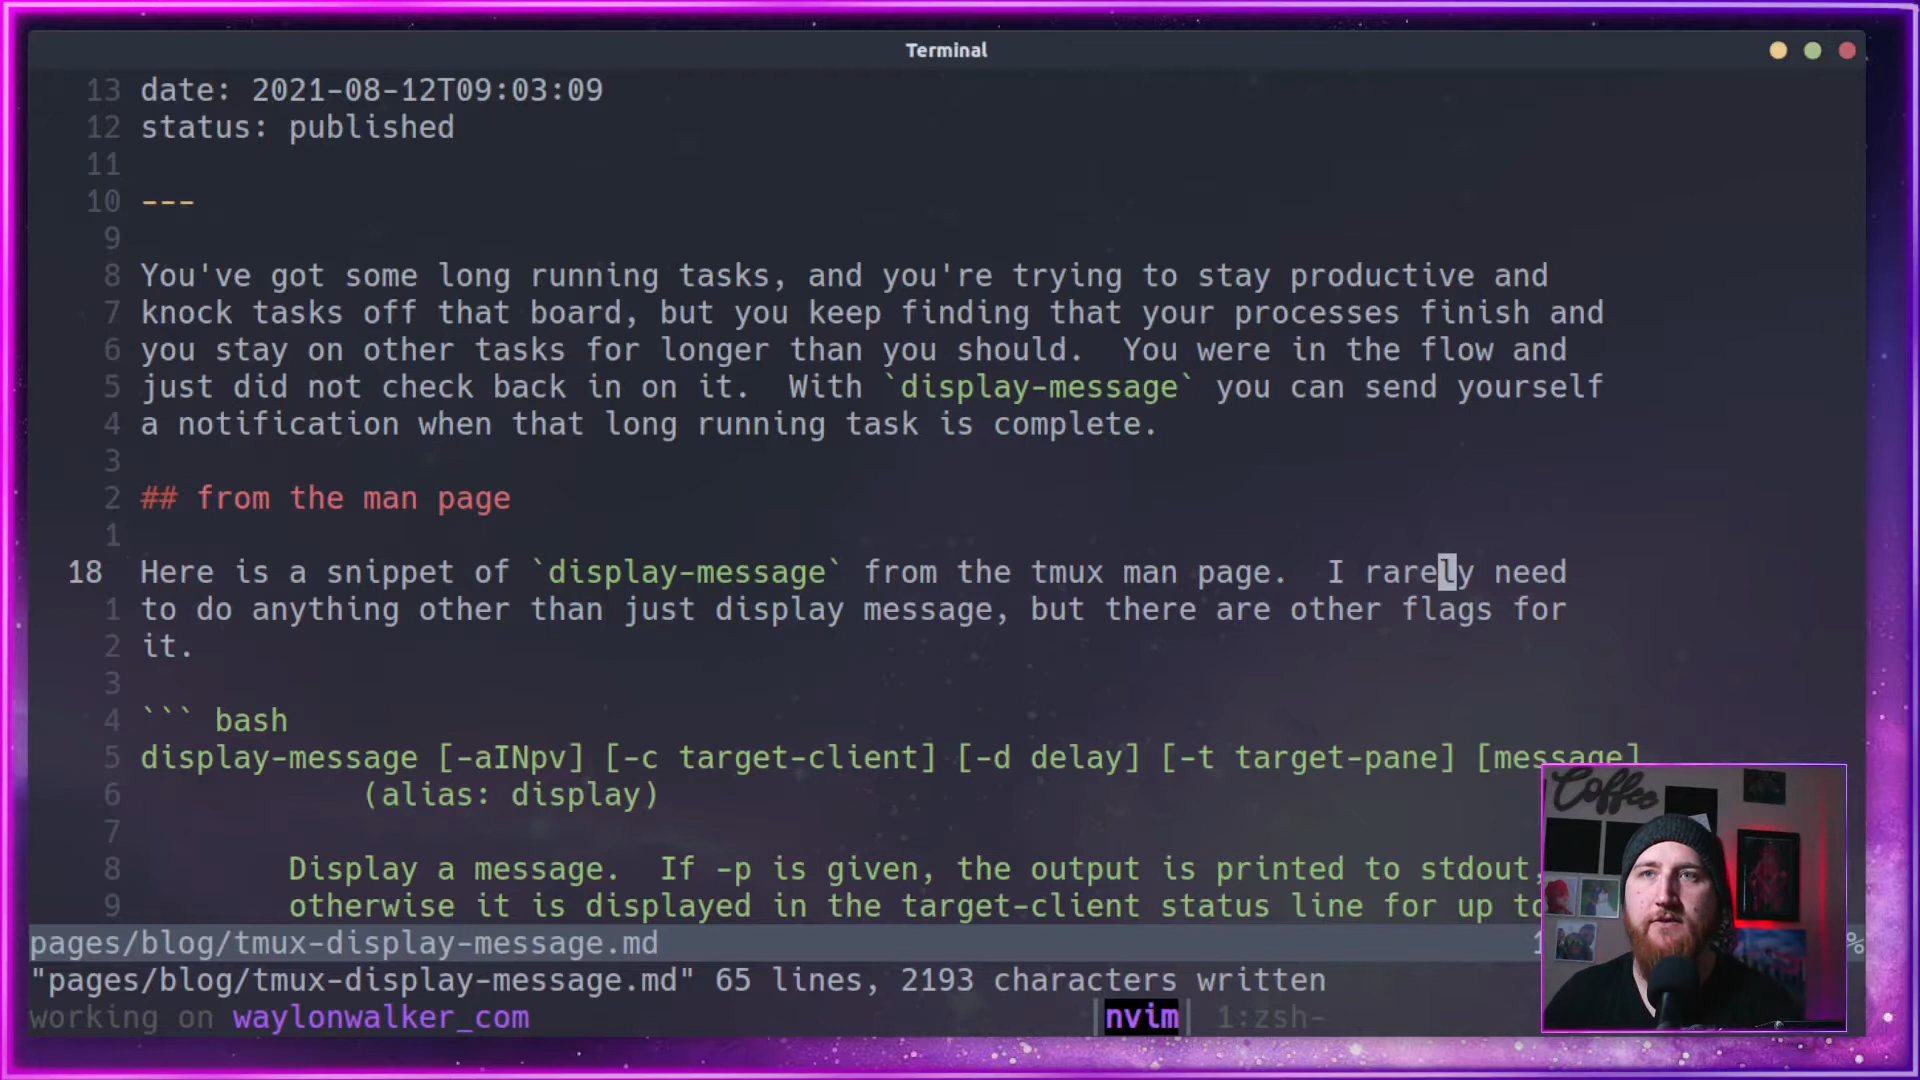 Terminal
13 date: 2021-08-12T09:03:09
12 status: published
11
10 ---
9
8 You've got some long running tasks, and you're trying to stay productive and
7 knock tasks off that board, but you keep finding that your processes finish and
6 you stay on other tasks for longer than you should.  You were in the flow and
5 just did not check back in on it.  With `display-message` you can send yourself
4 a notification when that long running task is complete.
3
2 ## from the man page
1
18 Here is a snippet of `display-message` from the tmux man page.  I rarely need
1 to do anything other than just display message, but there are other flags for
2 it.
3
4 ``` bash
5 display-message [-aINpv] [-c target-client] [-d delay] [-t target-pane] [message]
6 (alias: display)
7
8 Display a message.  If -p is given, the output is printed to stdout,
9 otherwise it is displayed in the target-client status line for up to
Coffee
pages/blog/tmux-display-message.md 1 %
"pages/blog/tmux-display-message.md" 65 lines, 2193 characters written
working on waylonwalker_com |nvim| 1:zsh-